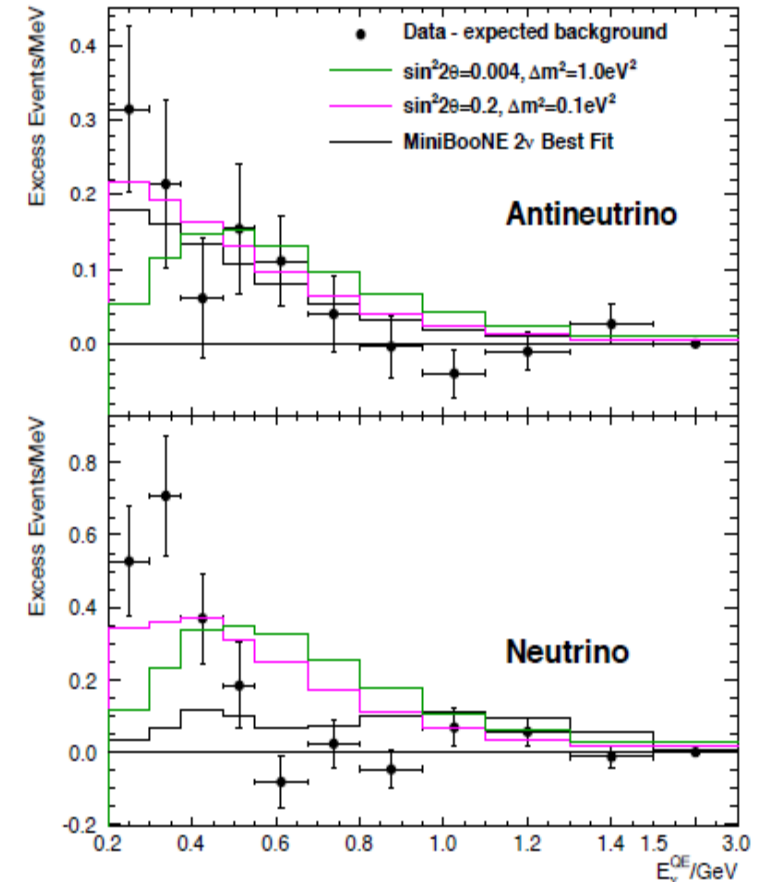 Excess Events/MeV
0.4
0.3
0.2
0.1
0.0
Data - expected background
sin²2θ=0.004, Δm²=1.0eV²
sin²2θ=0.2, Δm²=0.1eV²
MiniBooNE 2ν Best Fit
Antineutrino
Excess Events/MeV
0.8
0.6
0.4
0.2
0.0
-0.2
Neutrino
0.2 0.4 0.6 0.8 1.0 1.2 1.4 1.5 3.0
E_ν^QE/GeV